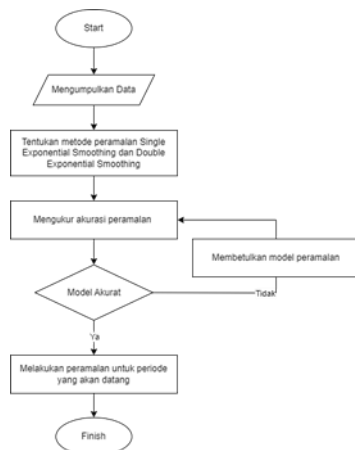 Start
Mengumpulkan Data
Tentukan metode peramalan Single
Exponential Smoothing dan Double
Exponential Smoothing
Mengukur akurasi peramalan
Membetulkan model peramalan
Model Akurat
Tidak
Ya
Melakukan peramalan untuk periode
yang akan datang
Finish